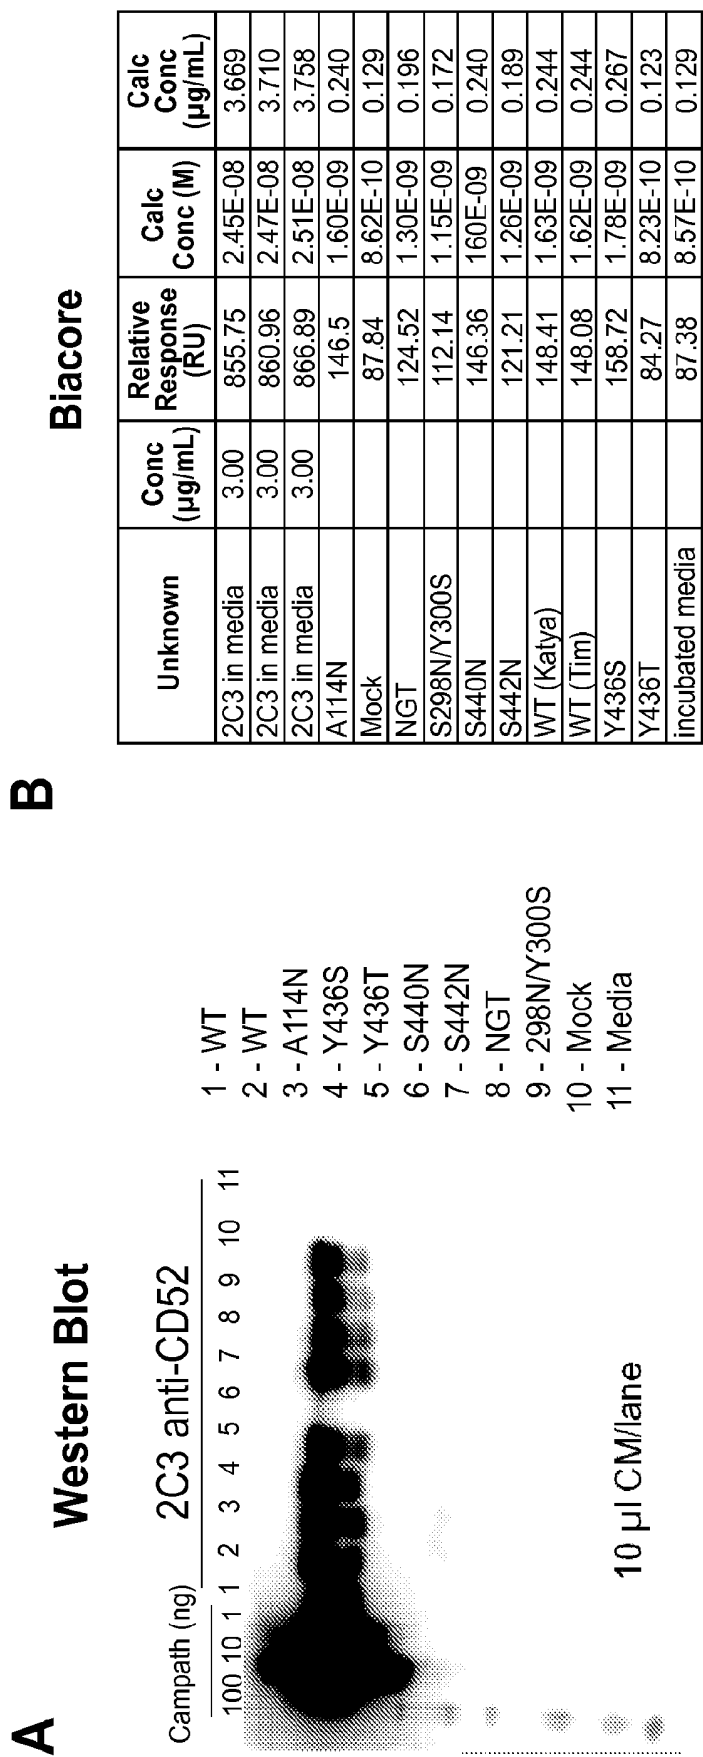 A
Western Blot
Campath (ng)
2C3 anti-CD52
100 10 1 1 2 3 4 5 6 7 8 9 10 11
10 µl CM/lane
1 - WT
2 - WT
3 - A114N
4 - Y436S
5 - Y436T
6 - S440N
7 - S442N
8 - NGT
9 - 298N/Y300S
10 - Mock
11 - Media
B
Biacore
Unknown Conc (µg/mL) Relative Response (RU) Calc Conc (M) Calc Conc (µg/mL)
2C3 in media 3.00 855.75 2.45E-08 3.669
2C3 in media 3.00 860.96 2.47E-08 3.710
2C3 in media 3.00 866.89 2.51E-08 3.758
A114N 146.5 1.60E-09 0.240
Mock 87.84 8.62E-10 0.129
NGT 124.52 1.30E-09 0.196
S298N/Y300S 112.14 1.15E-09 0.172
S440N 146.36 160E-09 0.240
S442N 121.21 1.26E-09 0.189
WT (Katya) 148.41 1.63E-09 0.244
WT (Tim) 148.08 1.62E-09 0.244
Y436S 158.72 1.78E-09 0.267
Y436T 84.27 8.23E-10 0.123
incubated media 87.38 8.57E-10 0.129